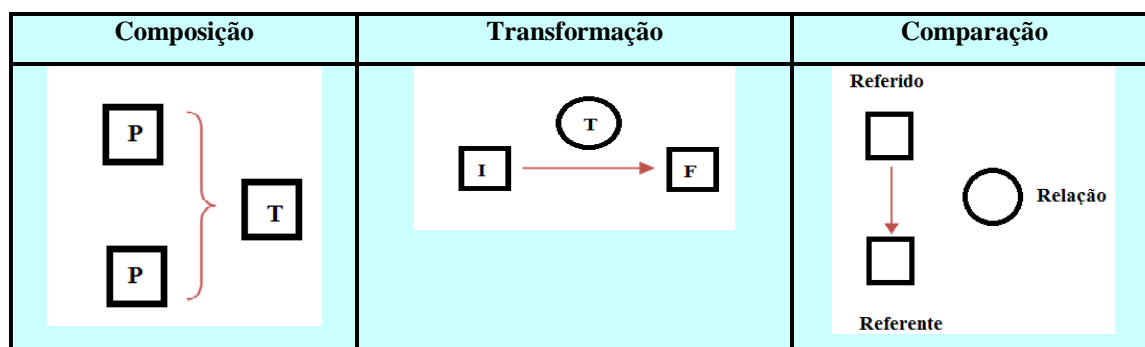 Composição
Transformação
Comparação
P
P
T
T
I
F
Referido
Relação
Referente